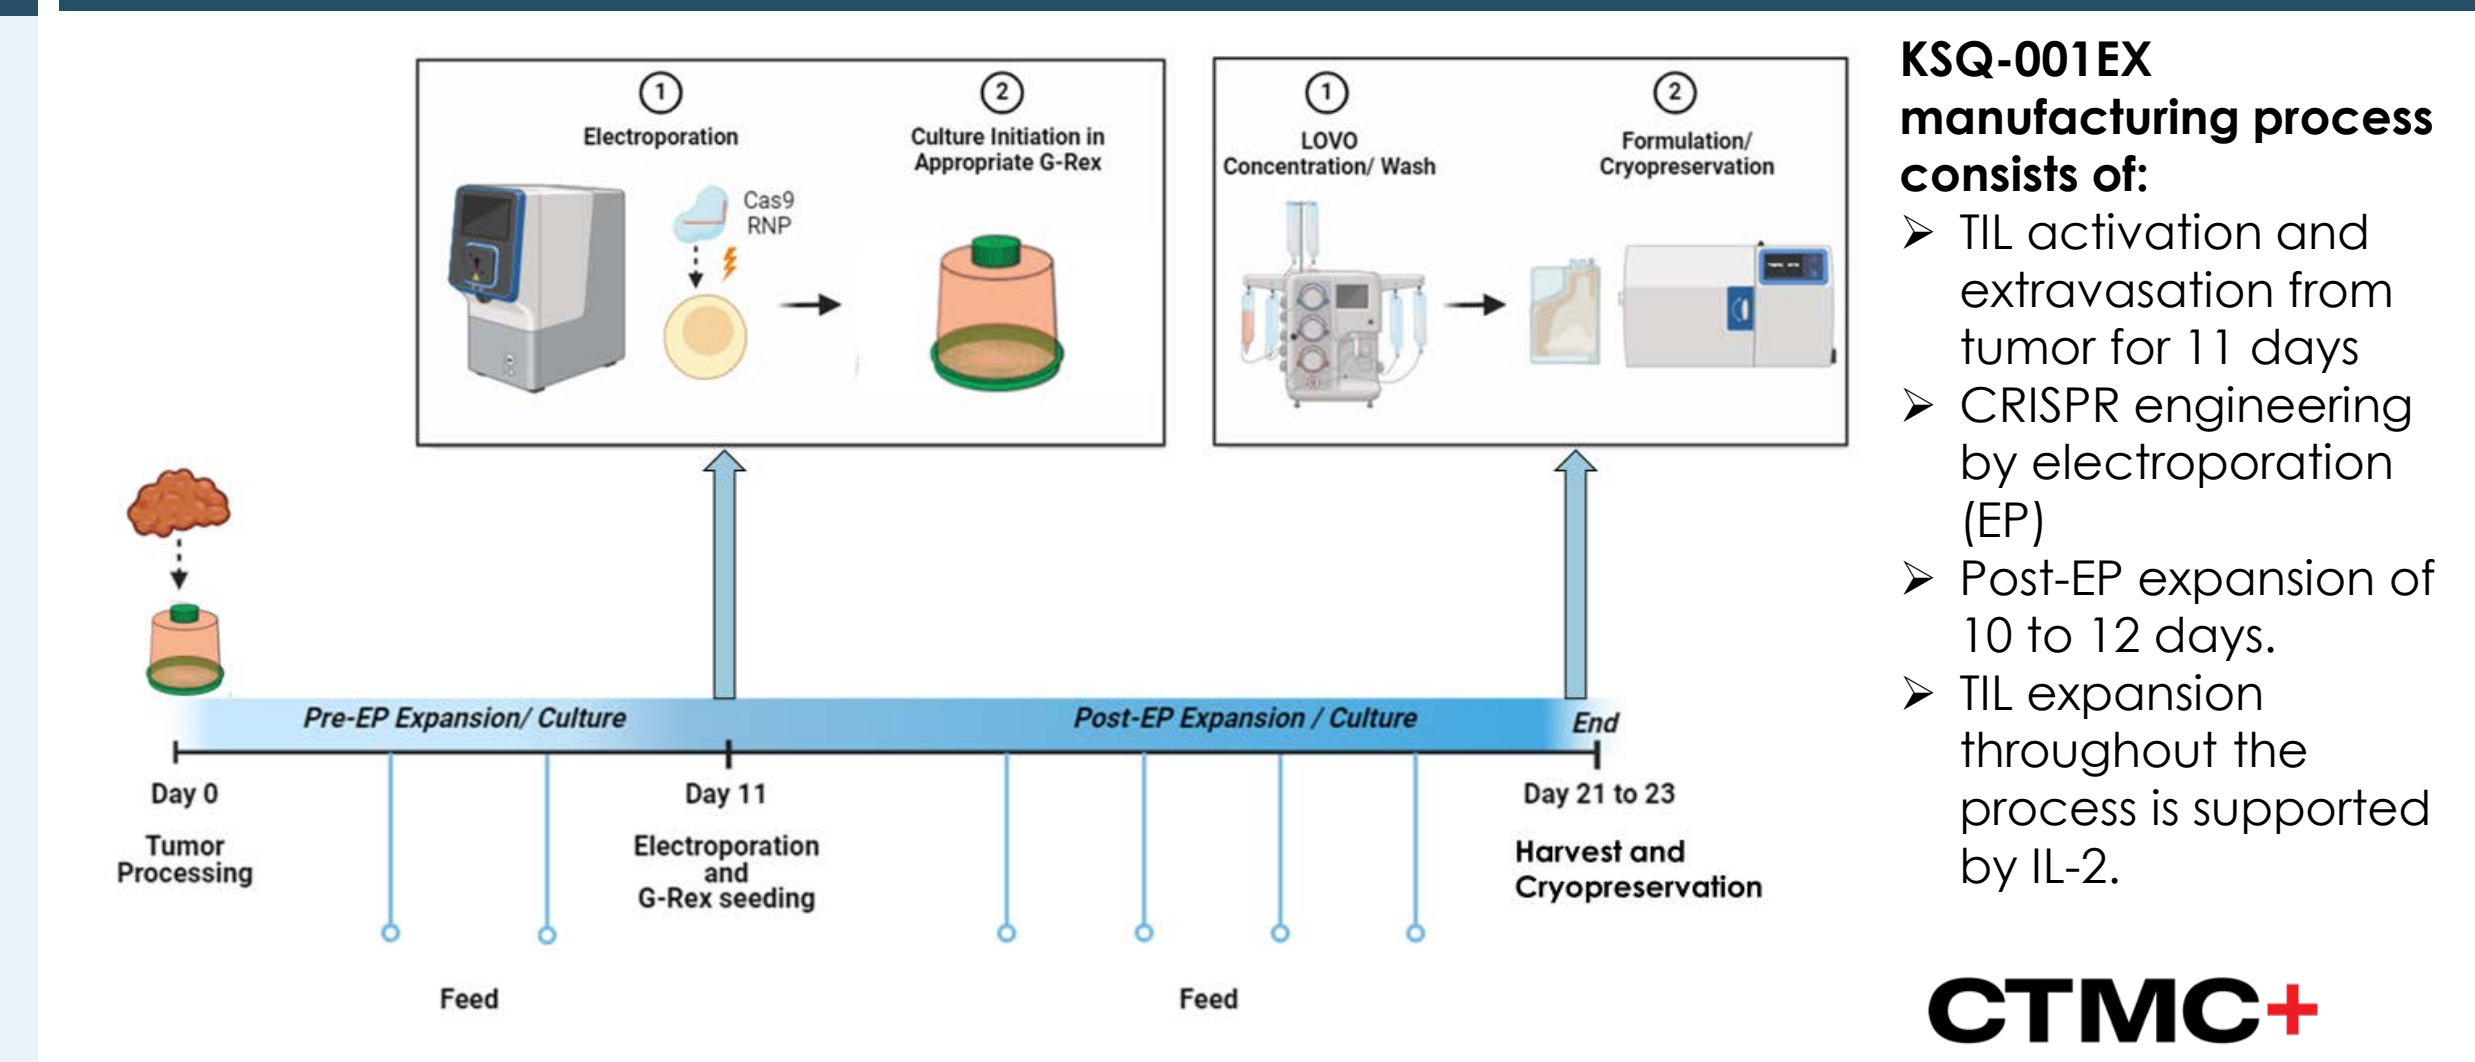 1
Electroporation
Cas9
RNP
2
Culture Initiation in
Appropriate G-Rex
1
LOVO
Concentration/ Wash
2
Formulation/
Cryopreservation
Pre-EP Expansion/ Culture
Post-EP Expansion / Culture
End
Day 0
Tumor
Processing
Day 11
Electroporation
and
G-Rex seeding
Day 21 to 23
Harvest and
Cryopreservation
Feed
Feed
KSQ-001EX
manufacturing process
consists of:
➢ TIL activation and
extravasation from
tumor for 11 days
➢ CRISPR engineering
by electroporation
(EP)
➢ Post-EP expansion of
10 to 12 days.
➢ TIL expansion
throughout the
process is supported
by IL-2.
CTMC+